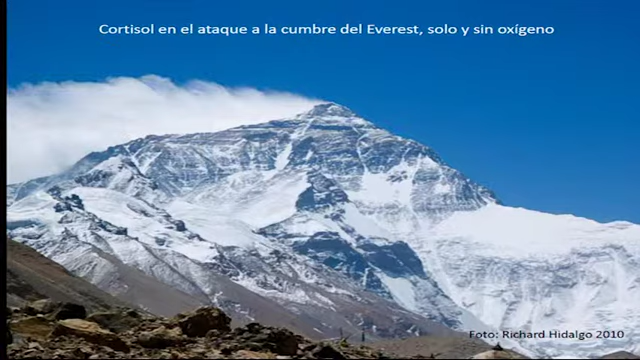 Cortisol en el ataque a la cumbre del Everest, solo y sin oxígeno
Foto: Richard Hidalgo 2010